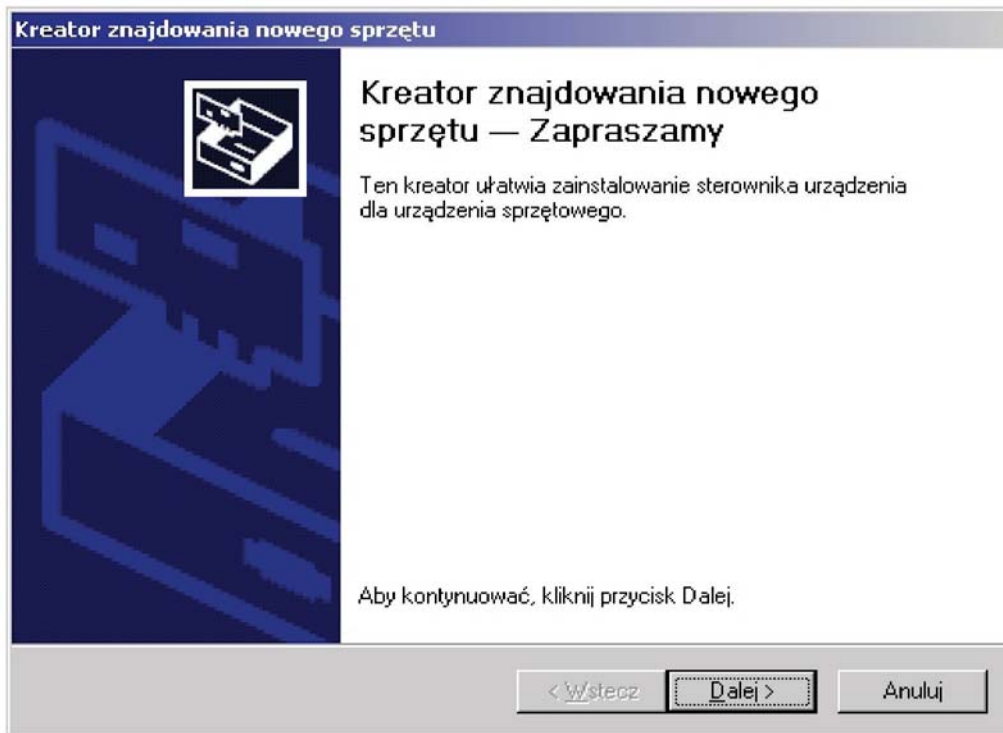 Kreator znajdowania nowego sprzętu
Kreator znajdowania nowego
sprzętu — Zapraszamy
Ten kreator ułatwia zainstalowanie sterownika urządzenia
dla urządzenia sprzętowego.
Aby kontynuować, kliknij przycisk Dalej.
< Wstecz
Dalej >
Anuluj